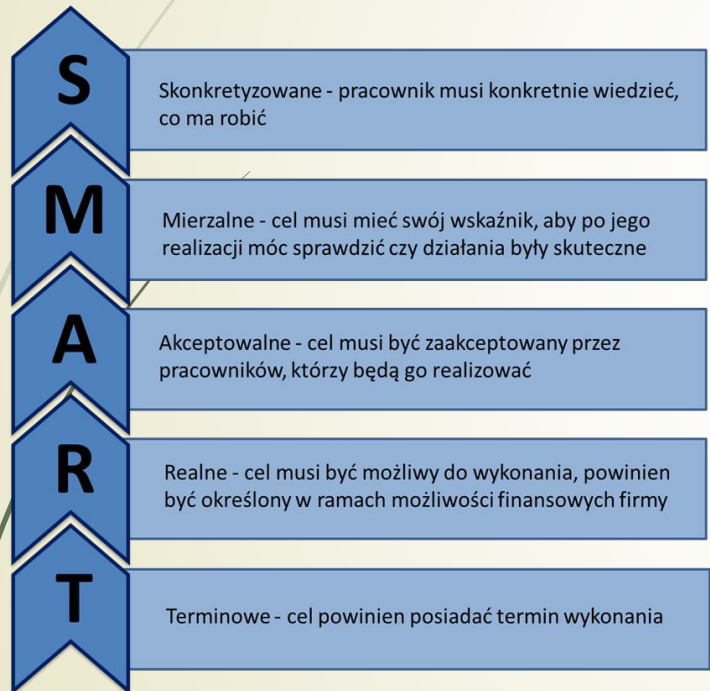 S
Skonkretyzowane - pracownik musi konkretnie wiedzieć,
co ma robić
M
Mierzalne - cel musi mieć swój wskaźnik, aby po jego
realizacji móc sprawdzić czy działania były skuteczne
A
Akceptowalne - cel musi być zaakceptowany przez
pracowników, którzy będą go realizować
R
Realne - cel musi być możliwy do wykonania, powinien
być określony w ramach możliwości finansowych firmy
T
Terminowe - cel powinien posiadać termin wykonania